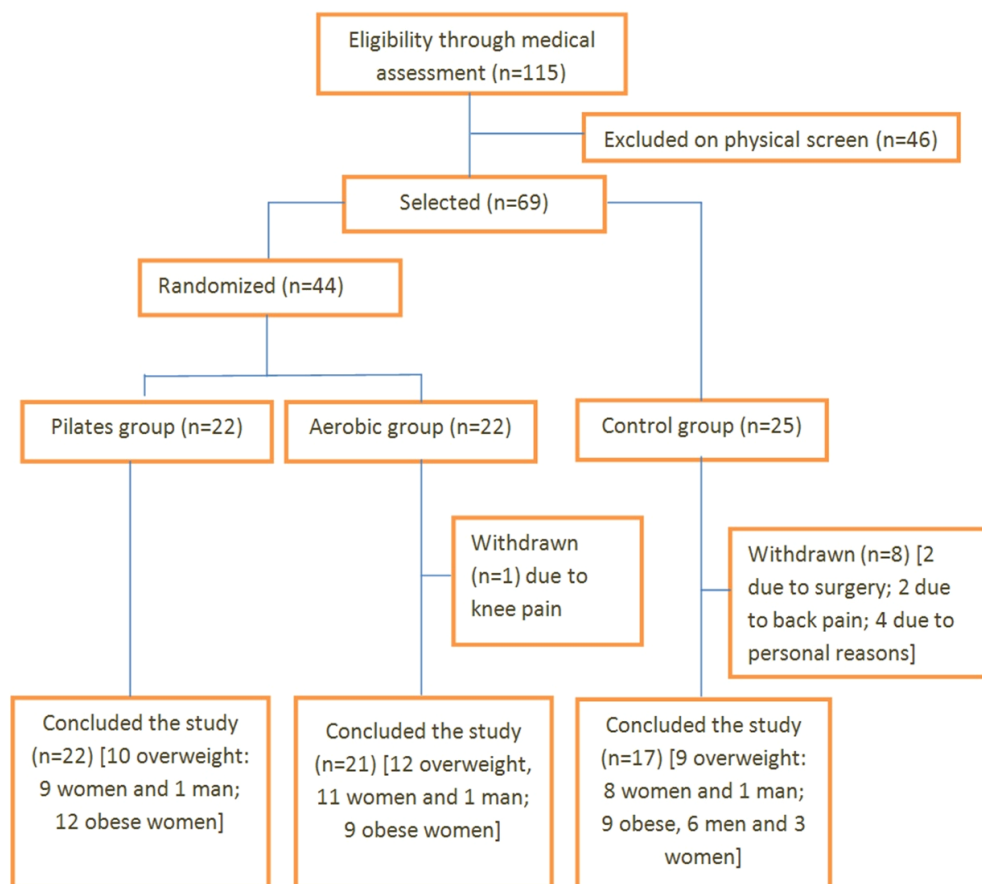 Eligibility through medical
assessment (n=115)
Excluded on physical screen (n=46)
Selected (n=69)
Randomized (n=44)
Pilates group (n=22)
Aerobic group (n=22)
Control group (n=25)
Withdrawn
(n=1) due to
knee pain
Withdrawn (n=8) [2
due to surgery; 2 due
to back pain; 4 due to
personal reasons]
Concluded the study
(n=22) [10 overweight:
9 women and 1 man;
12 obese women]
Concluded the study
(n=21) [12 overweight,
11 women and 1 man;
9 obese women]
Concluded the study
(n=17) [9 overweight:
8 women and 1 man;
9 obese, 6 men and 3
women]